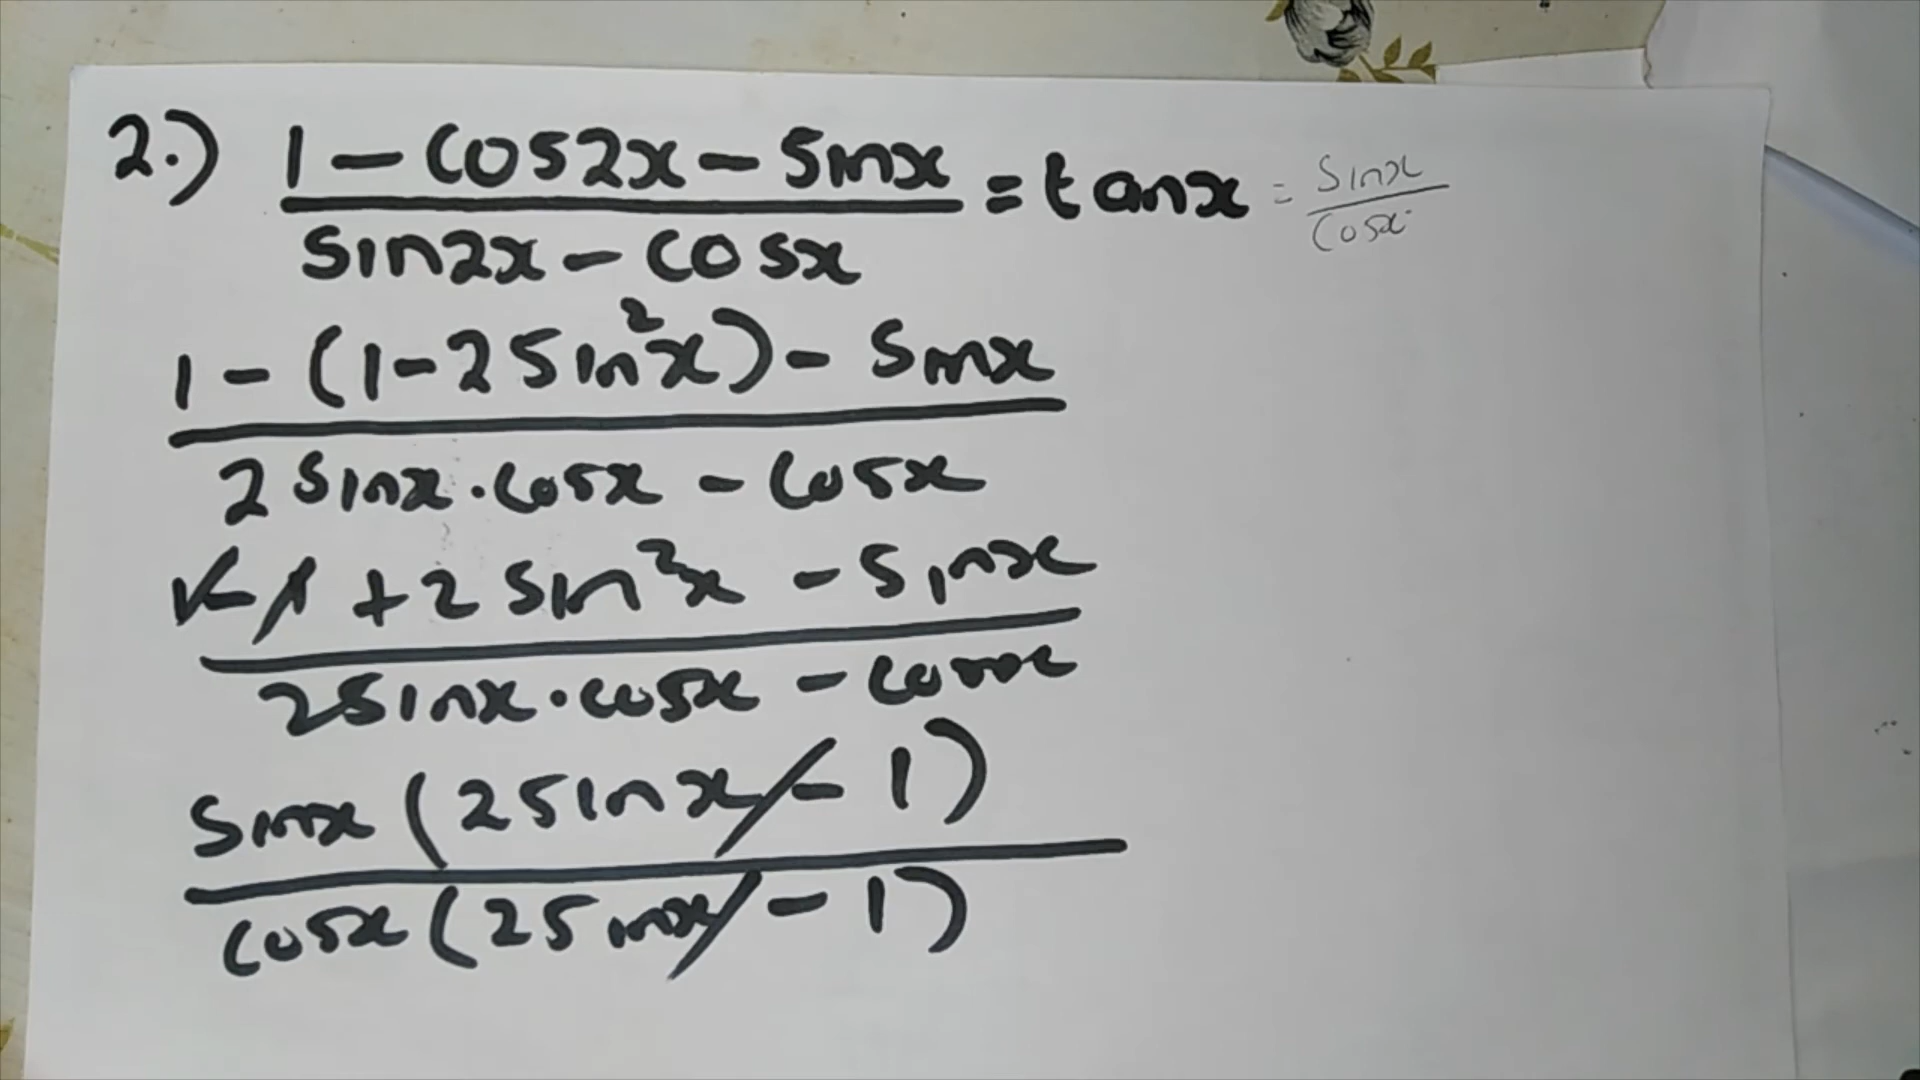 2.) 1 - cos2x - sinx = tanx = sinx
sin2x - cosx cosx
1 - (1-2sin²x) - sinx
2sinx·cosx - cosx
1-1 + 2sin²x - sinx
2sinx·cosx - cosx
sinx (2sinx - 1)
cosx (2sinx - 1)